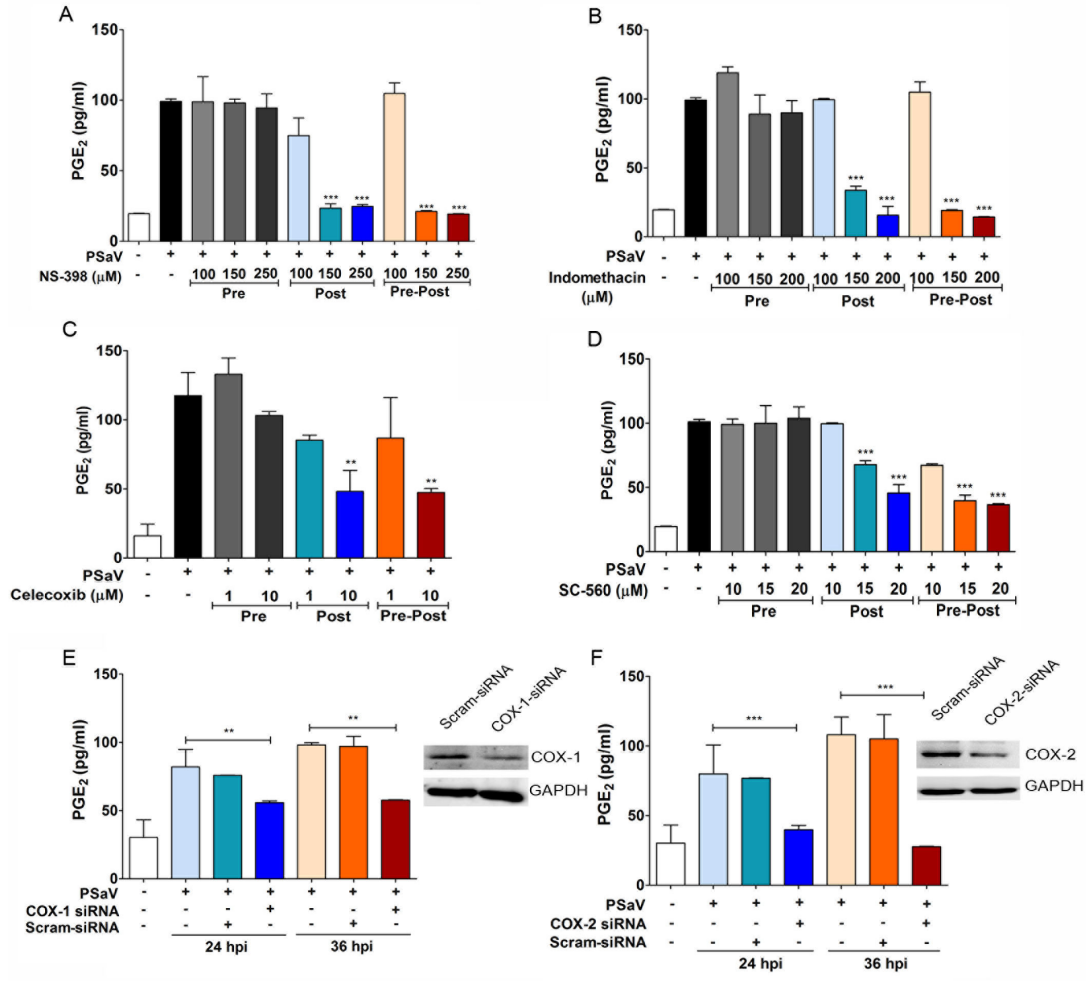 A
PGE2 (pg/ml)
150
100
50
0
*** *** *** ***
PSaV - + + + + + + + + + +
NS-398 (μM) - - 100 150 250 100 150 250 100 150 250
Pre Post Pre-Post
B
PGE2 (pg/ml)
150
100
50
0
*** *** *** ***
PSaV - + + + + + + + + + +
Indomethacin (μM) - - 100 150 200 100 150 200 100 150 200
Pre Post Pre-Post
C
PGE2 (pg/ml)
150
100
50
0
** **
PSaV - + + + + + + +
Celecoxib (μM) - - 1 10 1 10 1 10
Pre Post Pre-Post
D
PGE2 (pg/ml)
150
100
50
0
*** *** *** ***
PSaV - + + + + + + + + + +
SC-560 (μM) - - 10 15 20 10 15 20 10 15 20
Pre Post Pre-Post
E
PGE2 (pg/ml)
150
100
50
0
** **
PSaV - + + + + + +
COX-1 siRNA - - - + - - +
Scram-siRNA - - + - - + -
24 hpi 36 hpi
Scram-siRNA
COX-1-siRNA
COX-1
GAPDH
F
PGE2 (pg/ml)
150
100
50
0
*** ***
PSaV - + + + + + +
COX-2 siRNA - - - + - - +
Scram-siRNA - - + - - + -
24 hpi 36 hpi
Scram-siRNA
COX-2-siRNA
COX-2
GAPDH